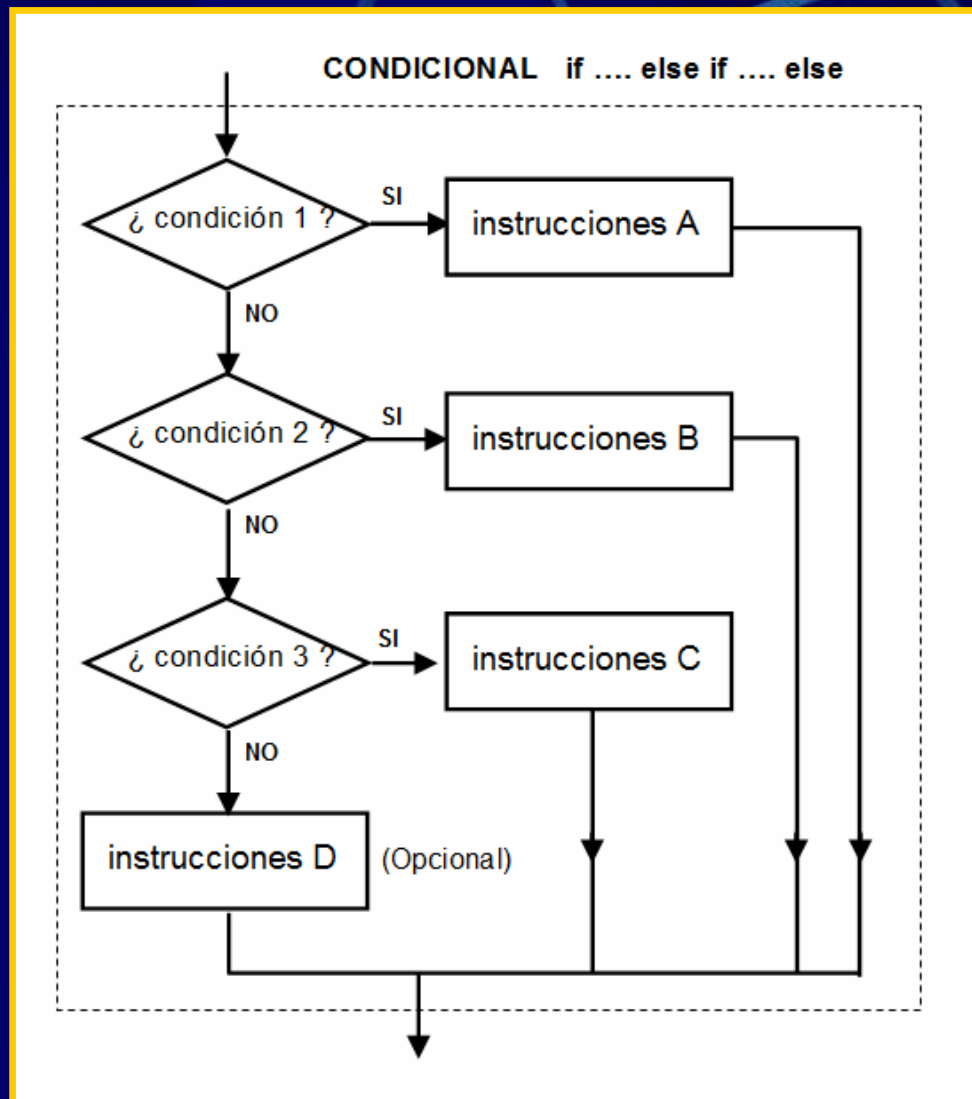 CONDICIONAL if .... else if .... else
¿ condición 1 ?
SI
instrucciones A
NO
¿ condición 2 ?
SI
instrucciones B
NO
¿ condición 3 ?
SI
instrucciones C
NO
instrucciones D
(Opcional)